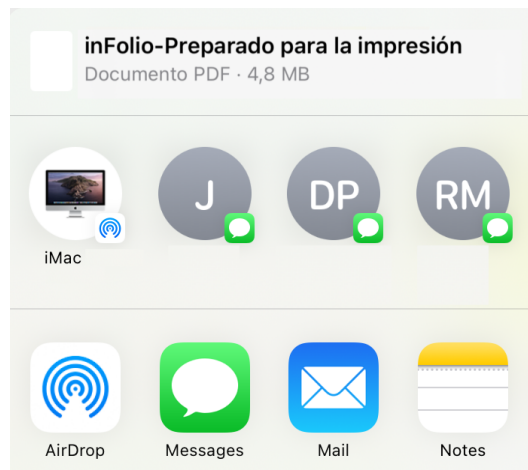 inFolio-Preparado para la impresión
Documento PDF · 4,8 MB
J
DP
RM
iMac
AirDrop
Messages
Mail
Notes